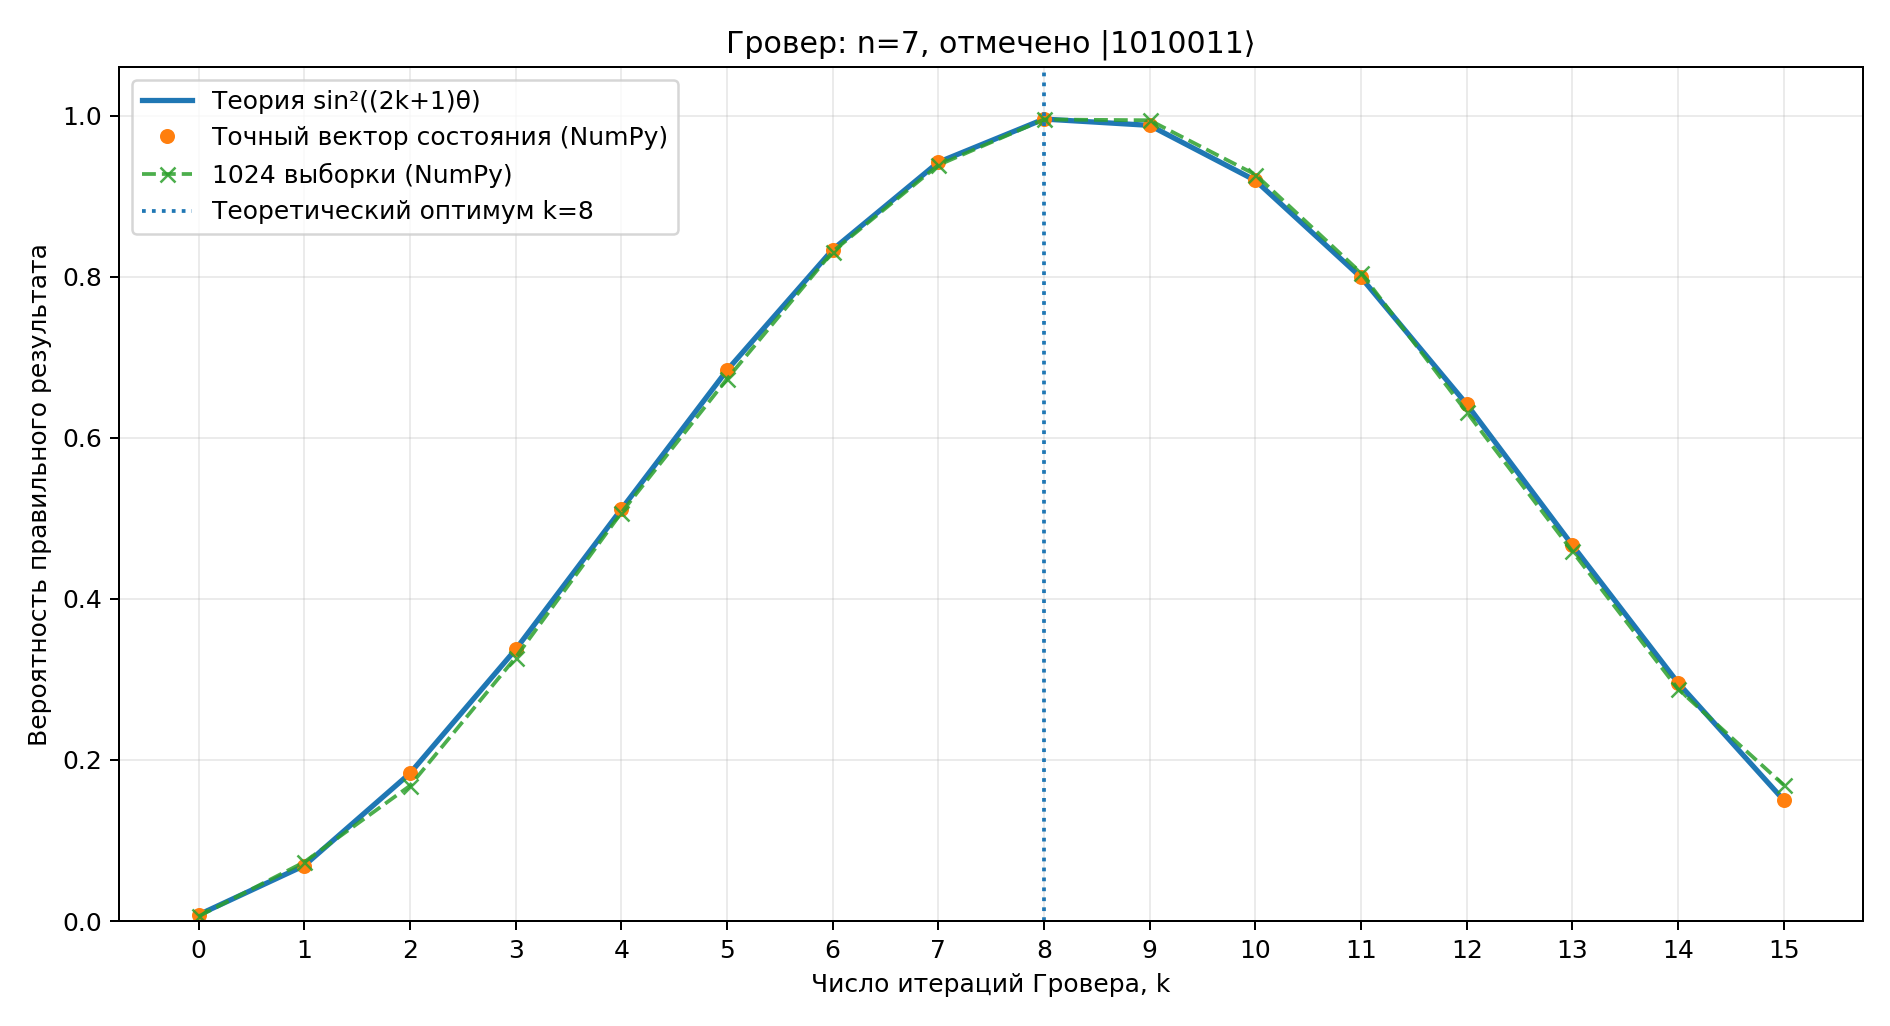 Гровер: n=7, отмечено |1010011⟩
Теория sin²((2k+1)θ)
Точный вектор состояния (NumPy)
1024 выборки (NumPy)
Теоретический оптимум k=8
Вероятность правильного результата
1.0
0.8
0.6
0.4
0.2
0.0
0 1 2 3 4 5 6 7 8 9 10 11 12 13 14 15
Число итераций Гровера, k